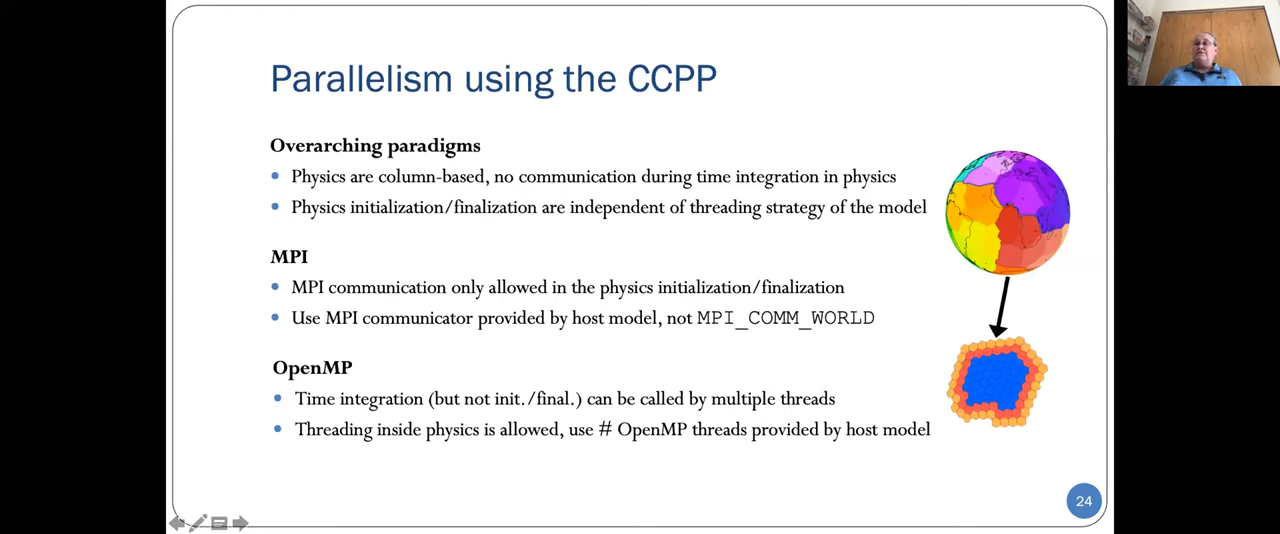 Parallelism using the CCPP
Overarching paradigms
• Physics are column-based, no communication during time integration in physics
• Physics initialization/finalization are independent of threading strategy of the model
MPI
• MPI communication only allowed in the physics initialization/finalization
• Use MPI communicator provided by host model, not MPI_COMM_WORLD
OpenMP
• Time integration (but not init./final.) can be called by multiple threads
• Threading inside physics is allowed, use # OpenMP threads provided by host model
24